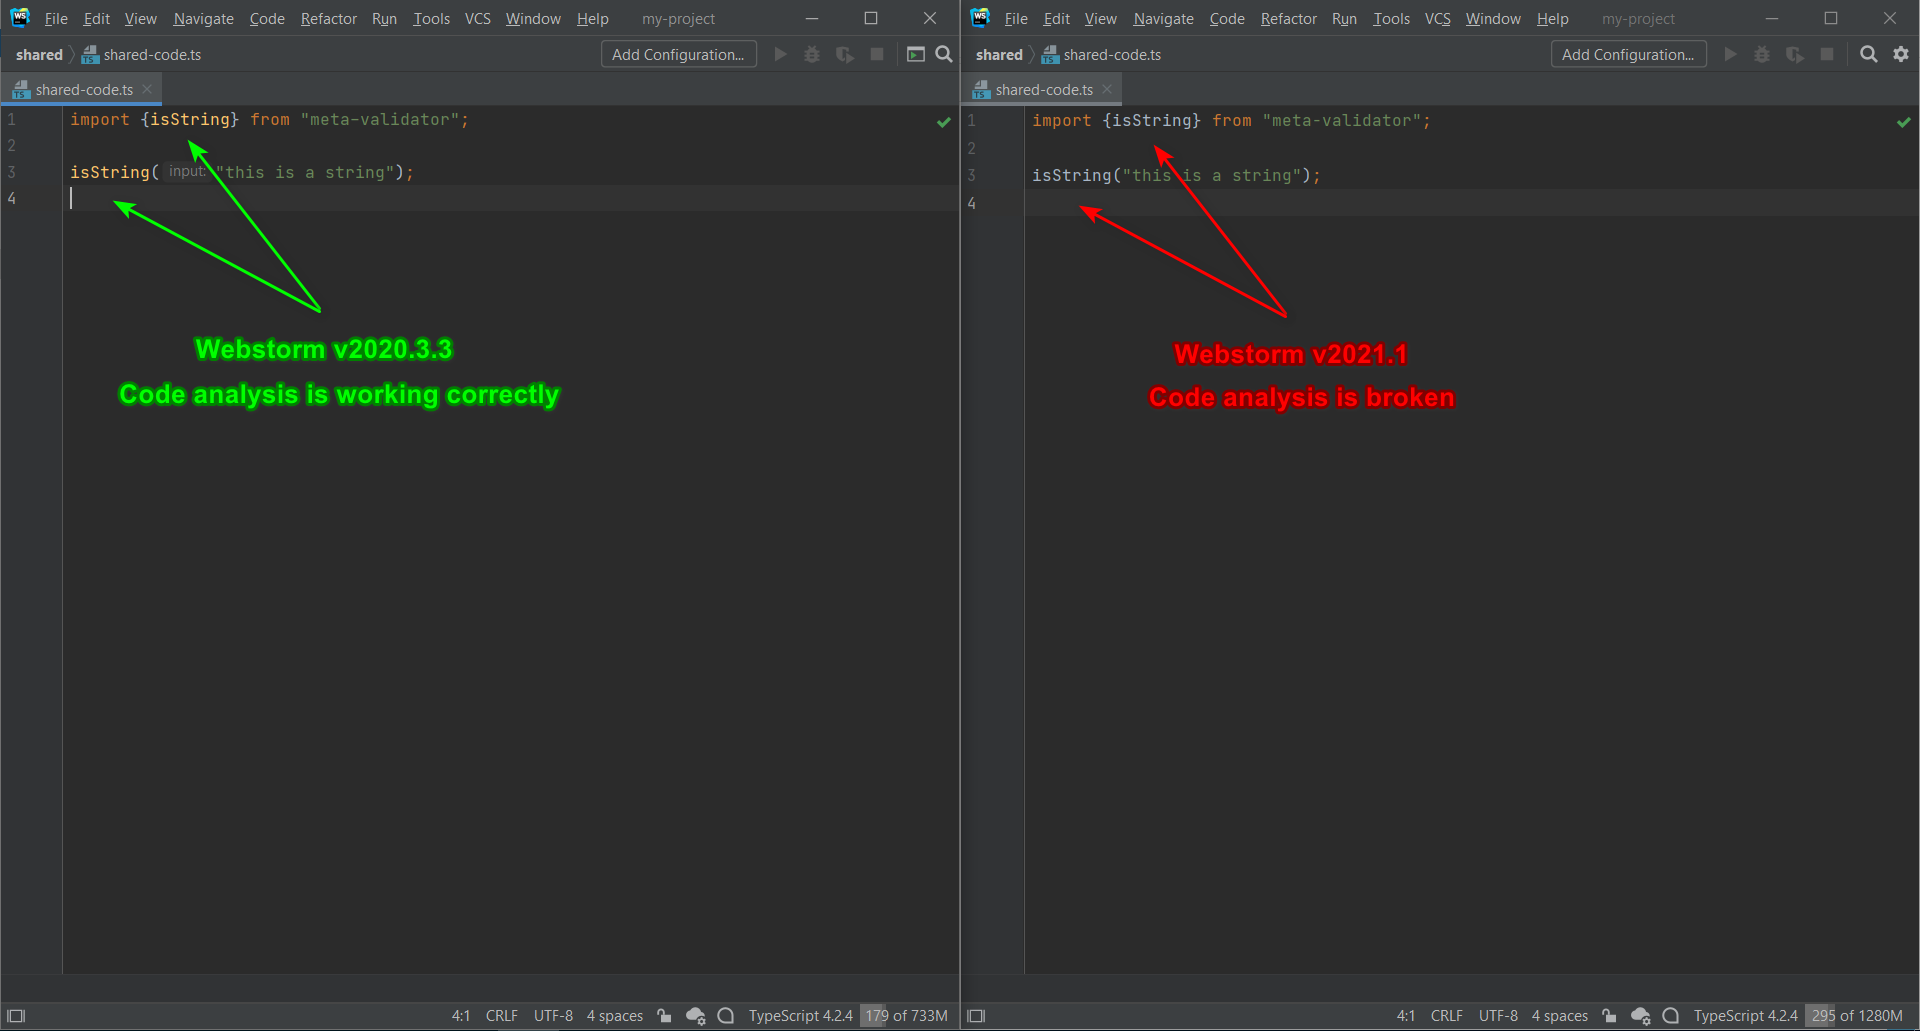 WS File Edit View Navigate Code Refactor Run Tools VCS Window Help my-project
shared shared-code.ts Add Configuration...
TS shared-code.ts
1 import {isString} from "meta-validator";
2
3 isString( input: "this is a string");
4
Webstorm v2020.3.3
Code analysis is working correctly
4:1 CRLF UTF-8 4 spaces TypeScript 4.2.4 179 of 733M
WS File Edit View Navigate Code Refactor Run Tools VCS Window Help my-project
shared shared-code.ts Add Configuration...
TS shared-code.ts
1 import {isString} from "meta-validator";
2
3 isString("this is a string");
4
Webstorm v2021.1
Code analysis is broken
4:1 CRLF UTF-8 4 spaces TypeScript 4.2.4 295 of 1280M